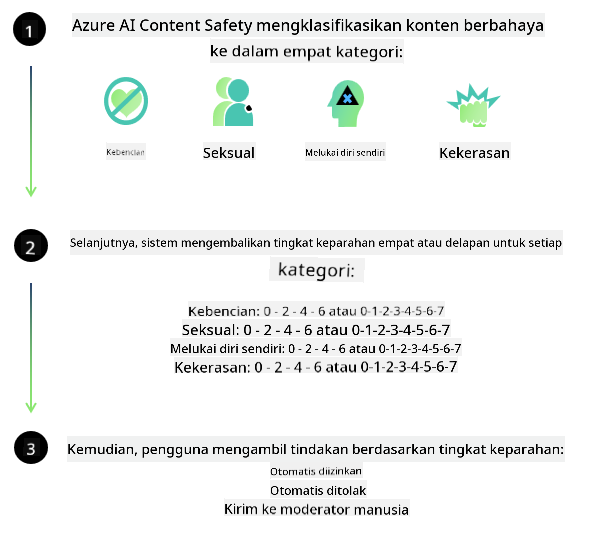 1
Azure AI Content Safety mengklasifikasikan konten berbahaya
ke dalam empat kategori:
Kebencian
Seksual
Melukai diri sendiri
Kekerasan
2
Selanjutnya, sistem mengembalikan tingkat keparahan empat atau delapan untuk setiap
kategori:
Kebencian: 0 - 2 - 4 - 6 atau 0-1-2-3-4-5-6-7
Seksual: 0 - 2 - 4 - 6 atau 0-1-2-3-4-5-6-7
Melukai diri sendiri: 0 - 2 - 4 - 6 atau 0-1-2-3-4-5-6-7
Kekerasan: 0 - 2 - 4 - 6 atau 0-1-2-3-4-5-6-7
3
Kemudian, pengguna mengambil tindakan berdasarkan tingkat keparahan:
Otomatis diizinkan
Otomatis ditolak
Kirim ke moderator manusia